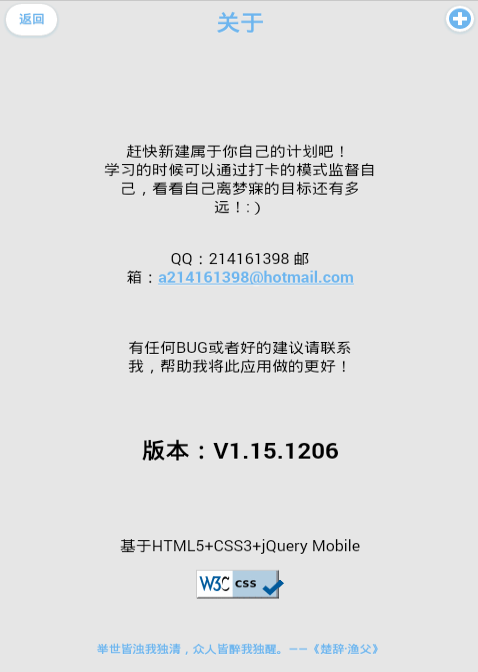 返回
关于
赶快新建属于你自己的计划吧！
学习的时候可以通过打卡的模式监督自
己，看看自己离梦寐的目标还有多
远！: )
QQ：214161398 邮
箱：a214161398@hotmail.com
有任何BUG或者好的建议请联系
我，帮助我将此应用做的更好！
版本：V1.15.1206
基于HTML5+CSS3+jQuery Mobile
W3C css
举世皆浊我独清，众人皆醉我独醒。——《楚辞·渔父》